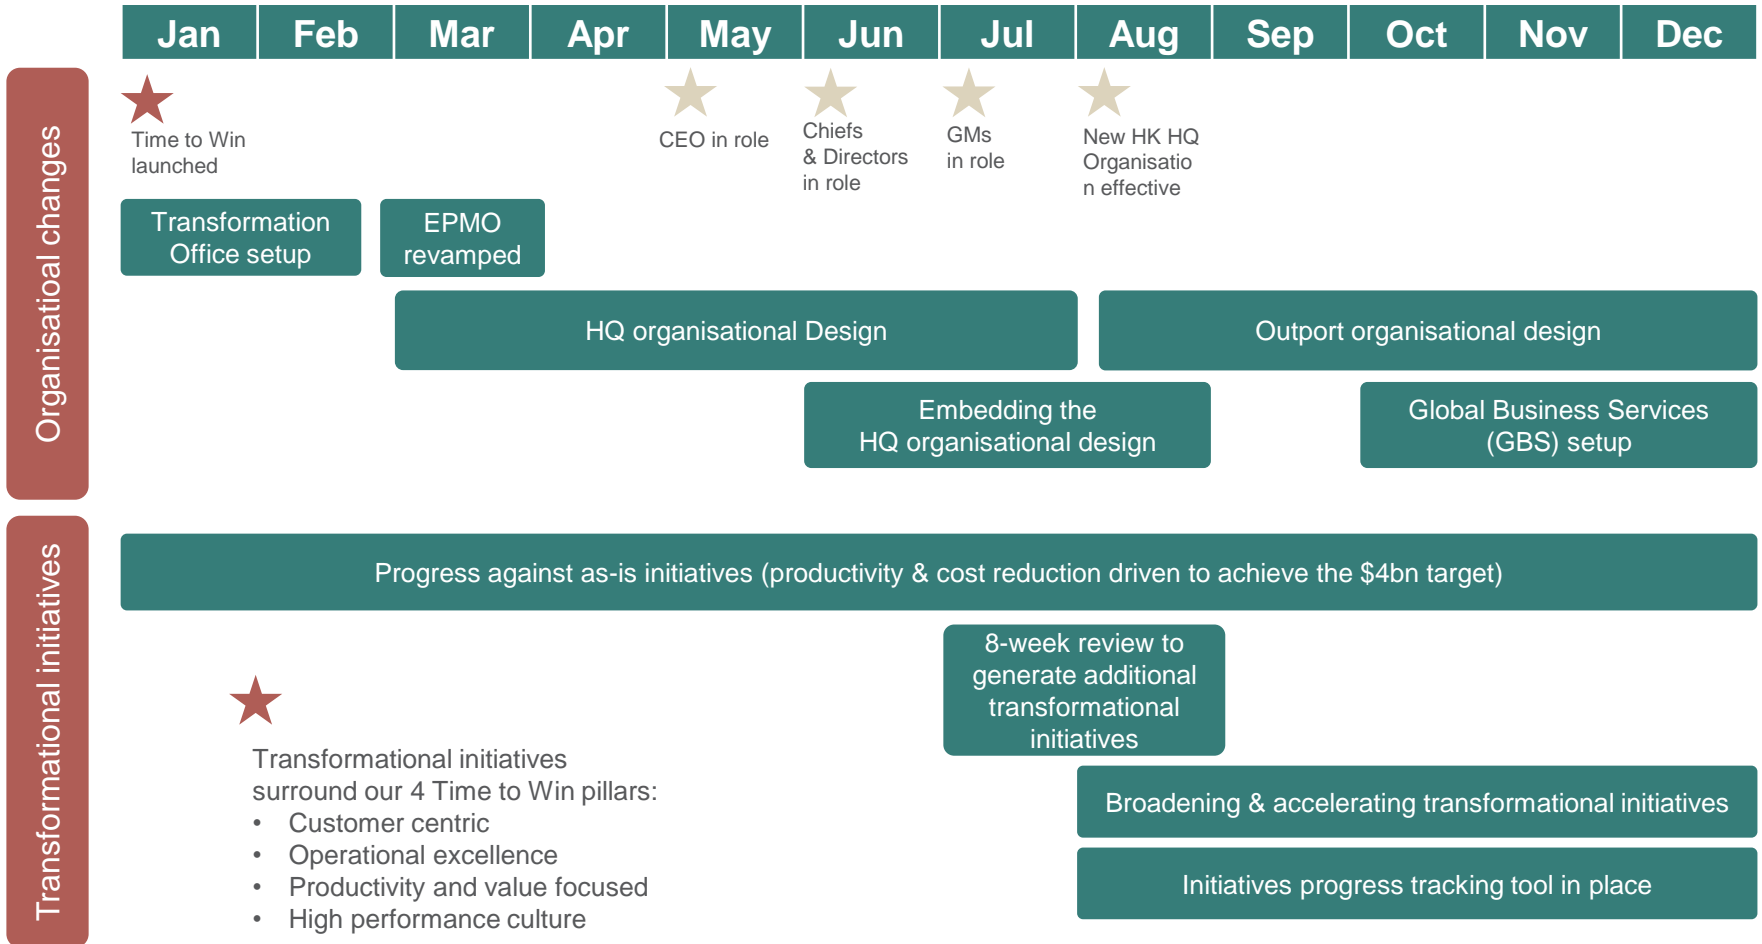 Jan Feb Mar Apr May Jun Jul Aug Sep Oct Nov Dec
Organisatioal changes
Time to Win
launched
CEO in role
Chiefs
& Directors
in role
GMs
in role
New HK HQ
Organisatio
n effective
Transformation
Office setup
EPMO
revamped
HQ organisational Design
Outport organisational design
Embedding the
HQ organisational design
Global Business Services
(GBS) setup
Transformational initiatives
Progress against as-is initiatives (productivity & cost reduction driven to achieve the $4bn target)
8-week review to
generate additional
transformational
initiatives
Transformational initiatives
surround our 4 Time to Win pillars:
• Customer centric
• Operational excellence
• Productivity and value focused
• High performance culture
Broadening & accelerating transformational initiatives
Initiatives progress tracking tool in place